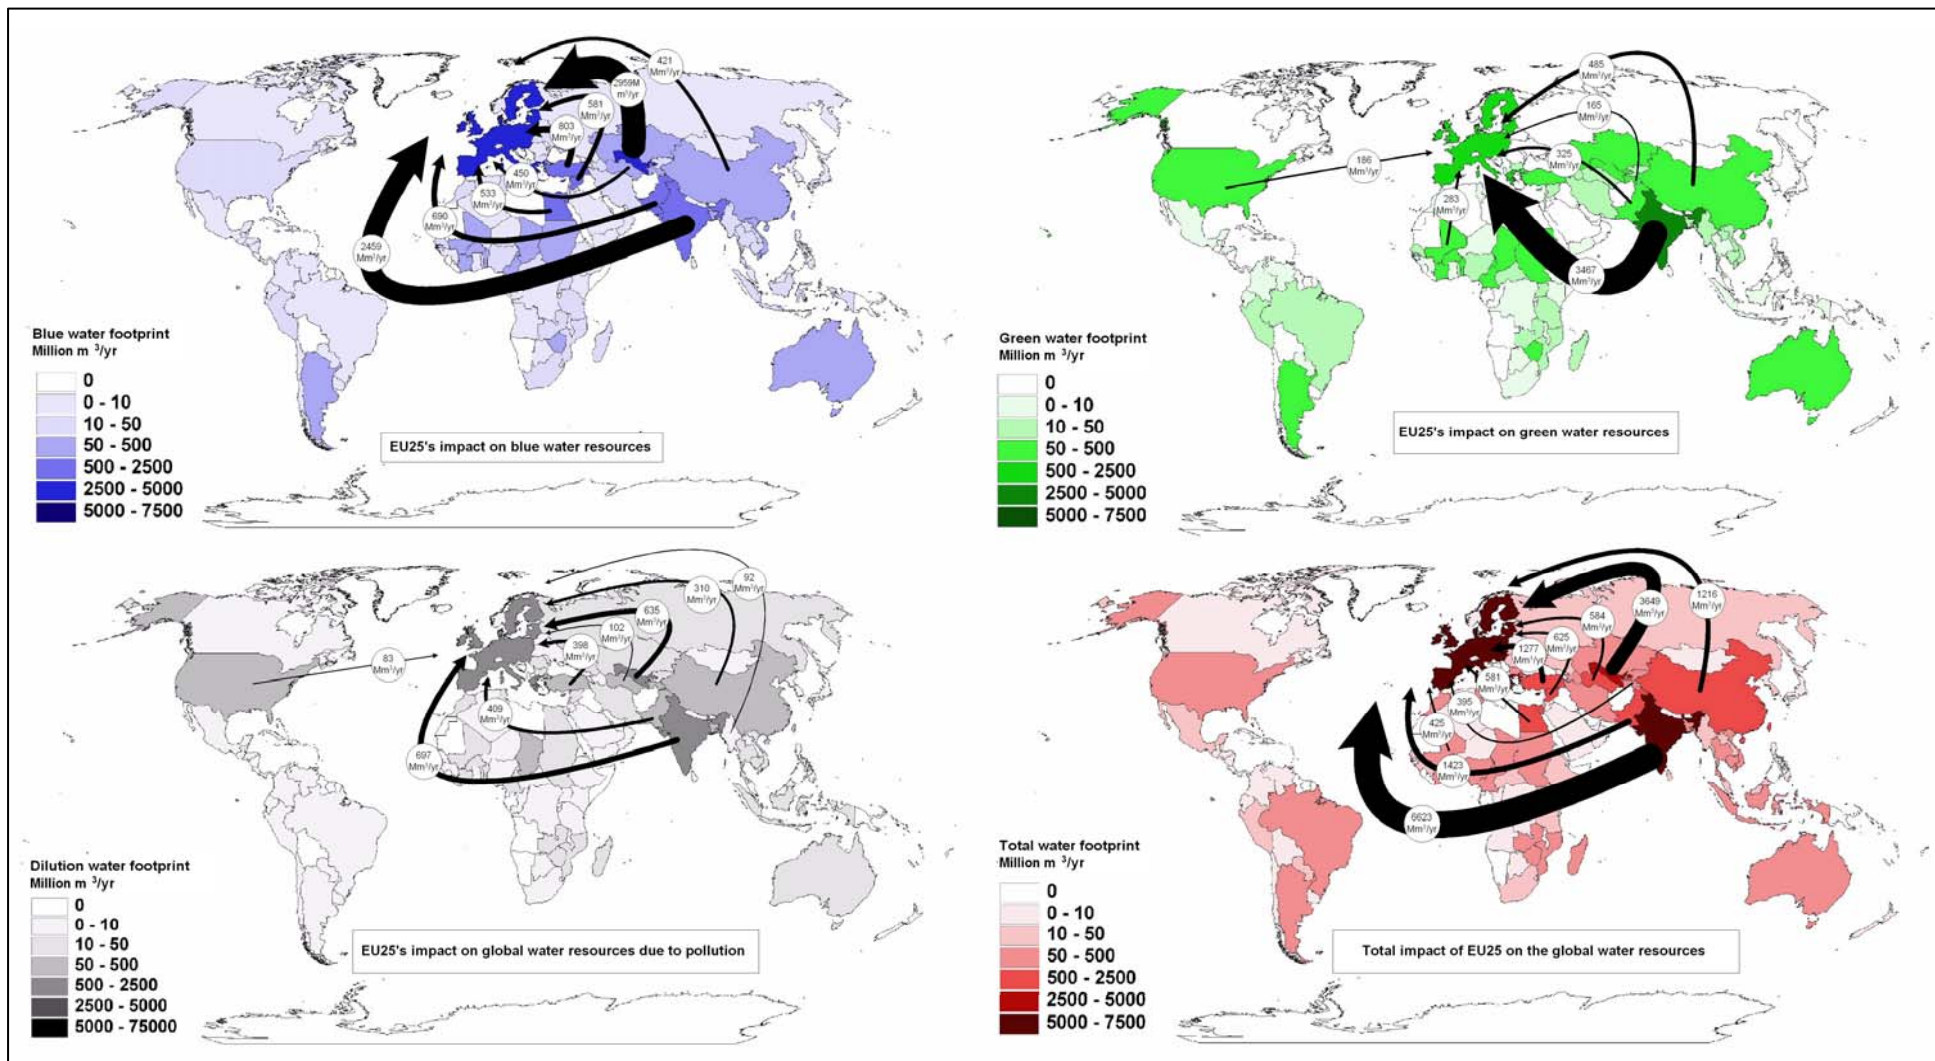 421
Mm³/yr
2959M
m³/yr
581
Mm³/yr
803
Mm³/yr
450
Mm³/yr
533
Mm³/yr
690
Mm³/yr
2459
Mm³/yr
Blue water footprint
Million m ³/yr
0
0 - 10
10 - 50
50 - 500
500 - 2500
2500 - 5000
5000 - 7500
EU25's impact on blue water resources
485
Mm³/yr
165
Mm³/yr
325
Mm³/yr
186
Mm³/yr
283
Mm³/yr
3467
Mm³/yr
Green water footprint
Million m ³/yr
0
0 - 10
10 - 50
50 - 500
500 - 2500
2500 - 5000
5000 - 7500
EU25's impact on green water resources
92
Mm³/yr
310
Mm³/yr
635
Mm³/yr
102
Mm³/yr
398
Mm³/yr
83
Mm³/yr
409
Mm³/yr
697
Mm³/yr
Dilution water footprint
Million m ³/yr
0
0 - 10
10 - 50
50 - 500
500 - 2500
2500 - 5000
5000 - 75000
EU25's impact on global water resources due to pollution
1216
Mm³/yr
3649
Mm³/yr
584
Mm³/yr
625
Mm³/yr
1277
Mm³/yr
581
Mm³/yr
395
Mm³/yr
425
Mm³/yr
1423
Mm³/yr
6623
Mm³/yr
Total water footprint
Million m ³/yr
0
0 - 10
10 - 50
50 - 500
500 - 2500
2500 - 5000
5000 - 7500
Total impact of EU25 on the global water resources